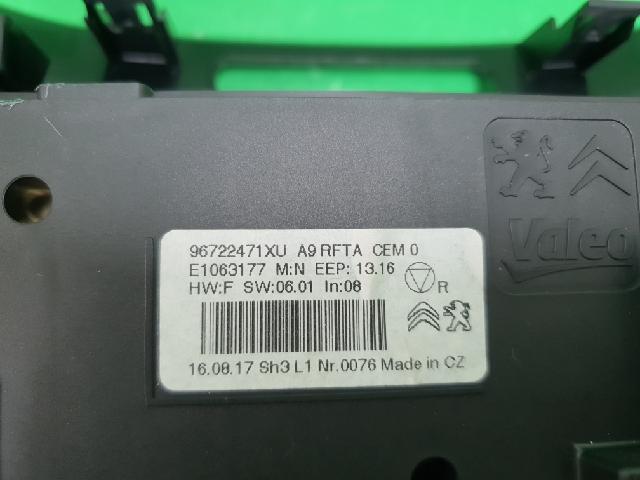 Valeo
96722471XU A9 RFTA CEM 0
E1063177 M:N EEP: 13.16
HW:F SW:06.01 In:08
R
16.08.17 Sh3 L1 Nr.0076 Made in CZ